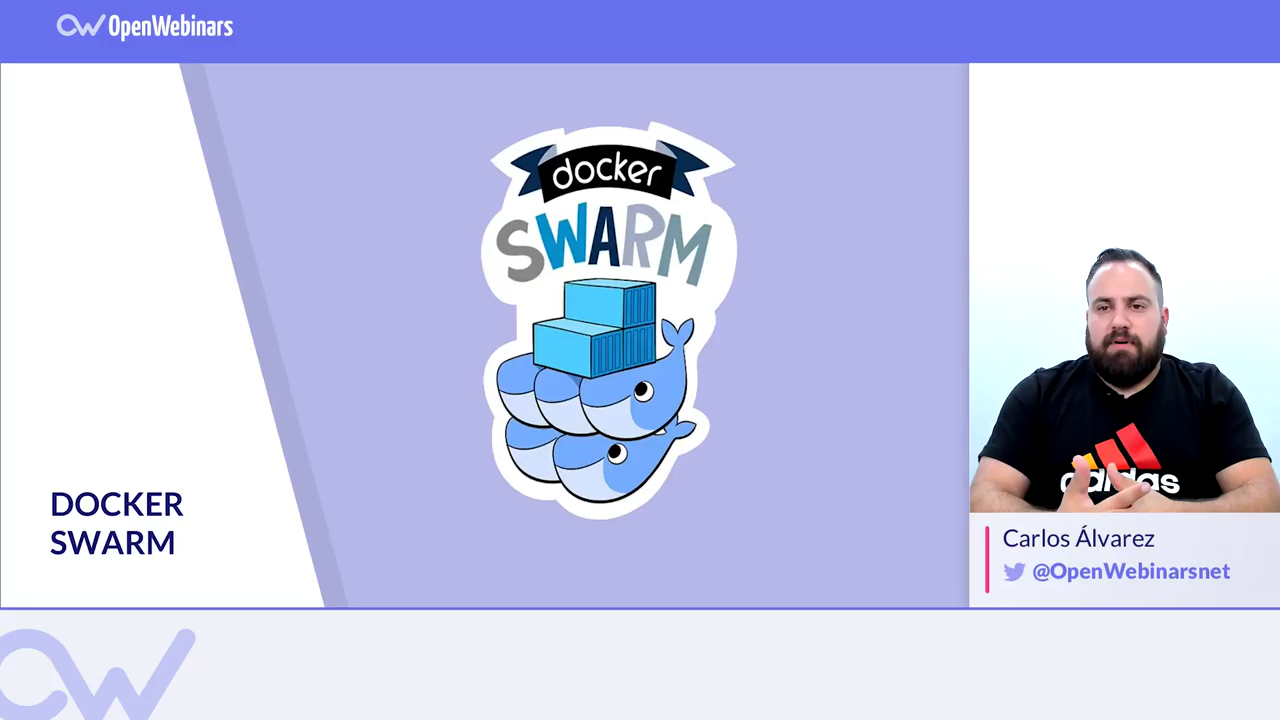 OpenWebinars
docker
SWARM
DOCKER
SWARM
adidas
Carlos Álvarez
@OpenWebinarsnet